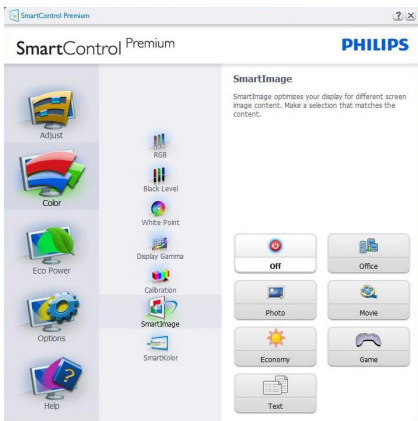 SmartControl Premium
SmartControl Premium
PHILIPS
Adjust
Color
Eco Power
Options
Help
RGB
Black Level
White Point
Display Gamma
Calibration
SmartImage
SmartKolor
SmartImage
SmartImage optimizes your display for different screen
image content. Make a selection that matches the
content.
Off
Office
Photo
Movie
Economy
Game
Text